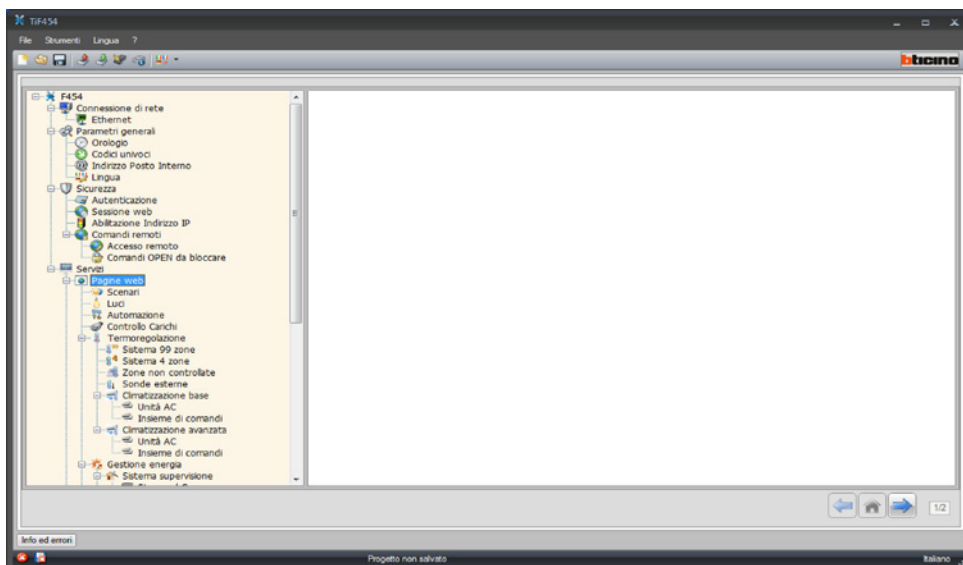 TiF454
File Strumenti Lingua ?
bticino
F454
Connessione di rete
Ethernet
Parametri generali
Orologio
Codici univoci
Indirizzo Posto Interno
Lingua
Sicurezza
Autenticazione
Sessione web
Abilitazione Indirizzo IP
Comandi remoti
Accesso remoto
Comandi OPEN da bloccare
Servizi
Pagine web
Scenari
Luci
Automazione
Controllo Carichi
Termoregolazione
Sistema 99 zone
Sistema 4 zone
Zone non controllate
Sonde esterne
Climatizzazione base
Unità AC
Insieme di comandi
Climatizzazione avanzata
Unità AC
Insieme di comandi
Gestione energia
Sistema supervisione
1/2
Info ed errori
Progetto non salvato Italiano